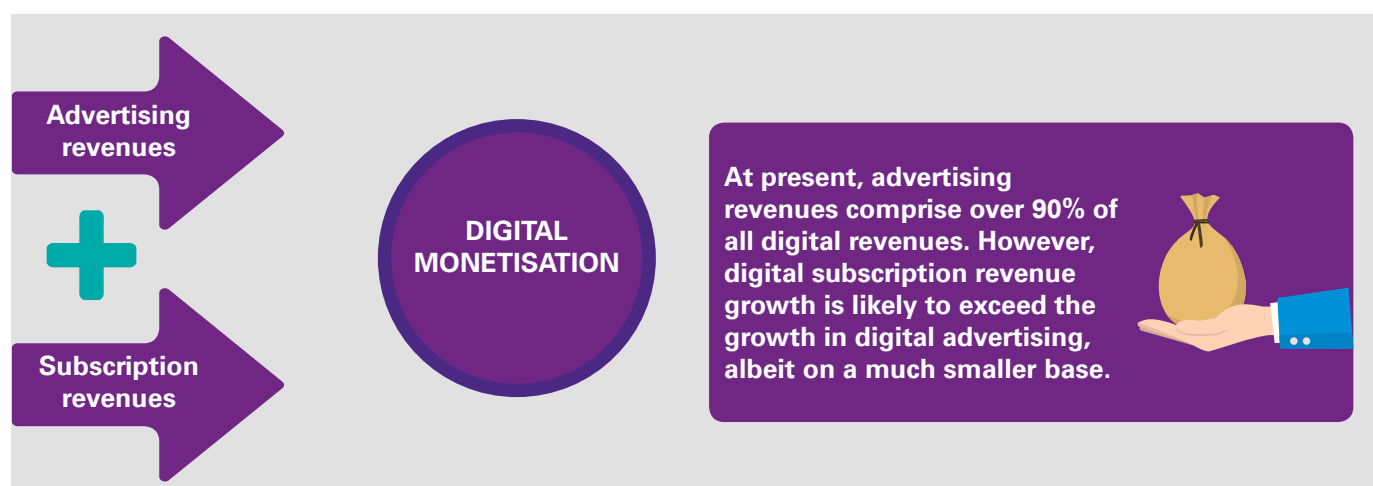 Advertising
revenues
Subscription
revenues
DIGITAL
MONETISATION
At present, advertising
revenues comprise over 90% of
all digital revenues. However,
digital subscription revenue
growth is likely to exceed the
growth in digital advertising,
albeit on a much smaller base.